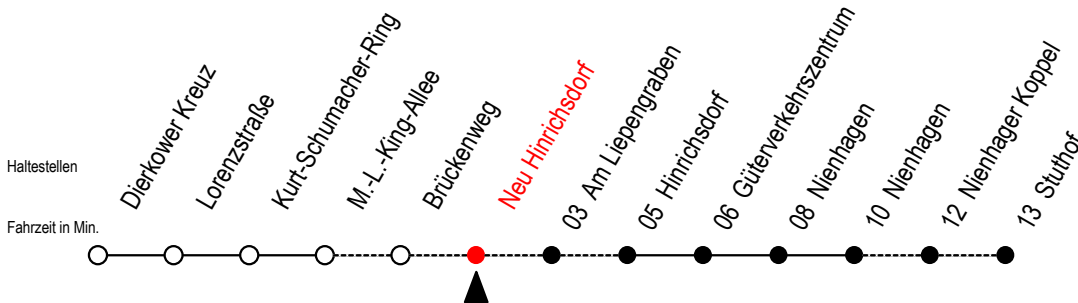 Haltestellen
Fahrzeit in Min.
Dierkower Kreuz
Lorenzstraße
Kurt-Schumacher-Ring
M.-L.-King-Allee
Brückenweg
Neu Hinrichsdorf
03 Am Liepengraben
05 Hinrichsdorf
06 Güterverkehrszentrum
08 Nienhagen
10 Nienhagen
12 Nienhager Koppel
13 Stuthof